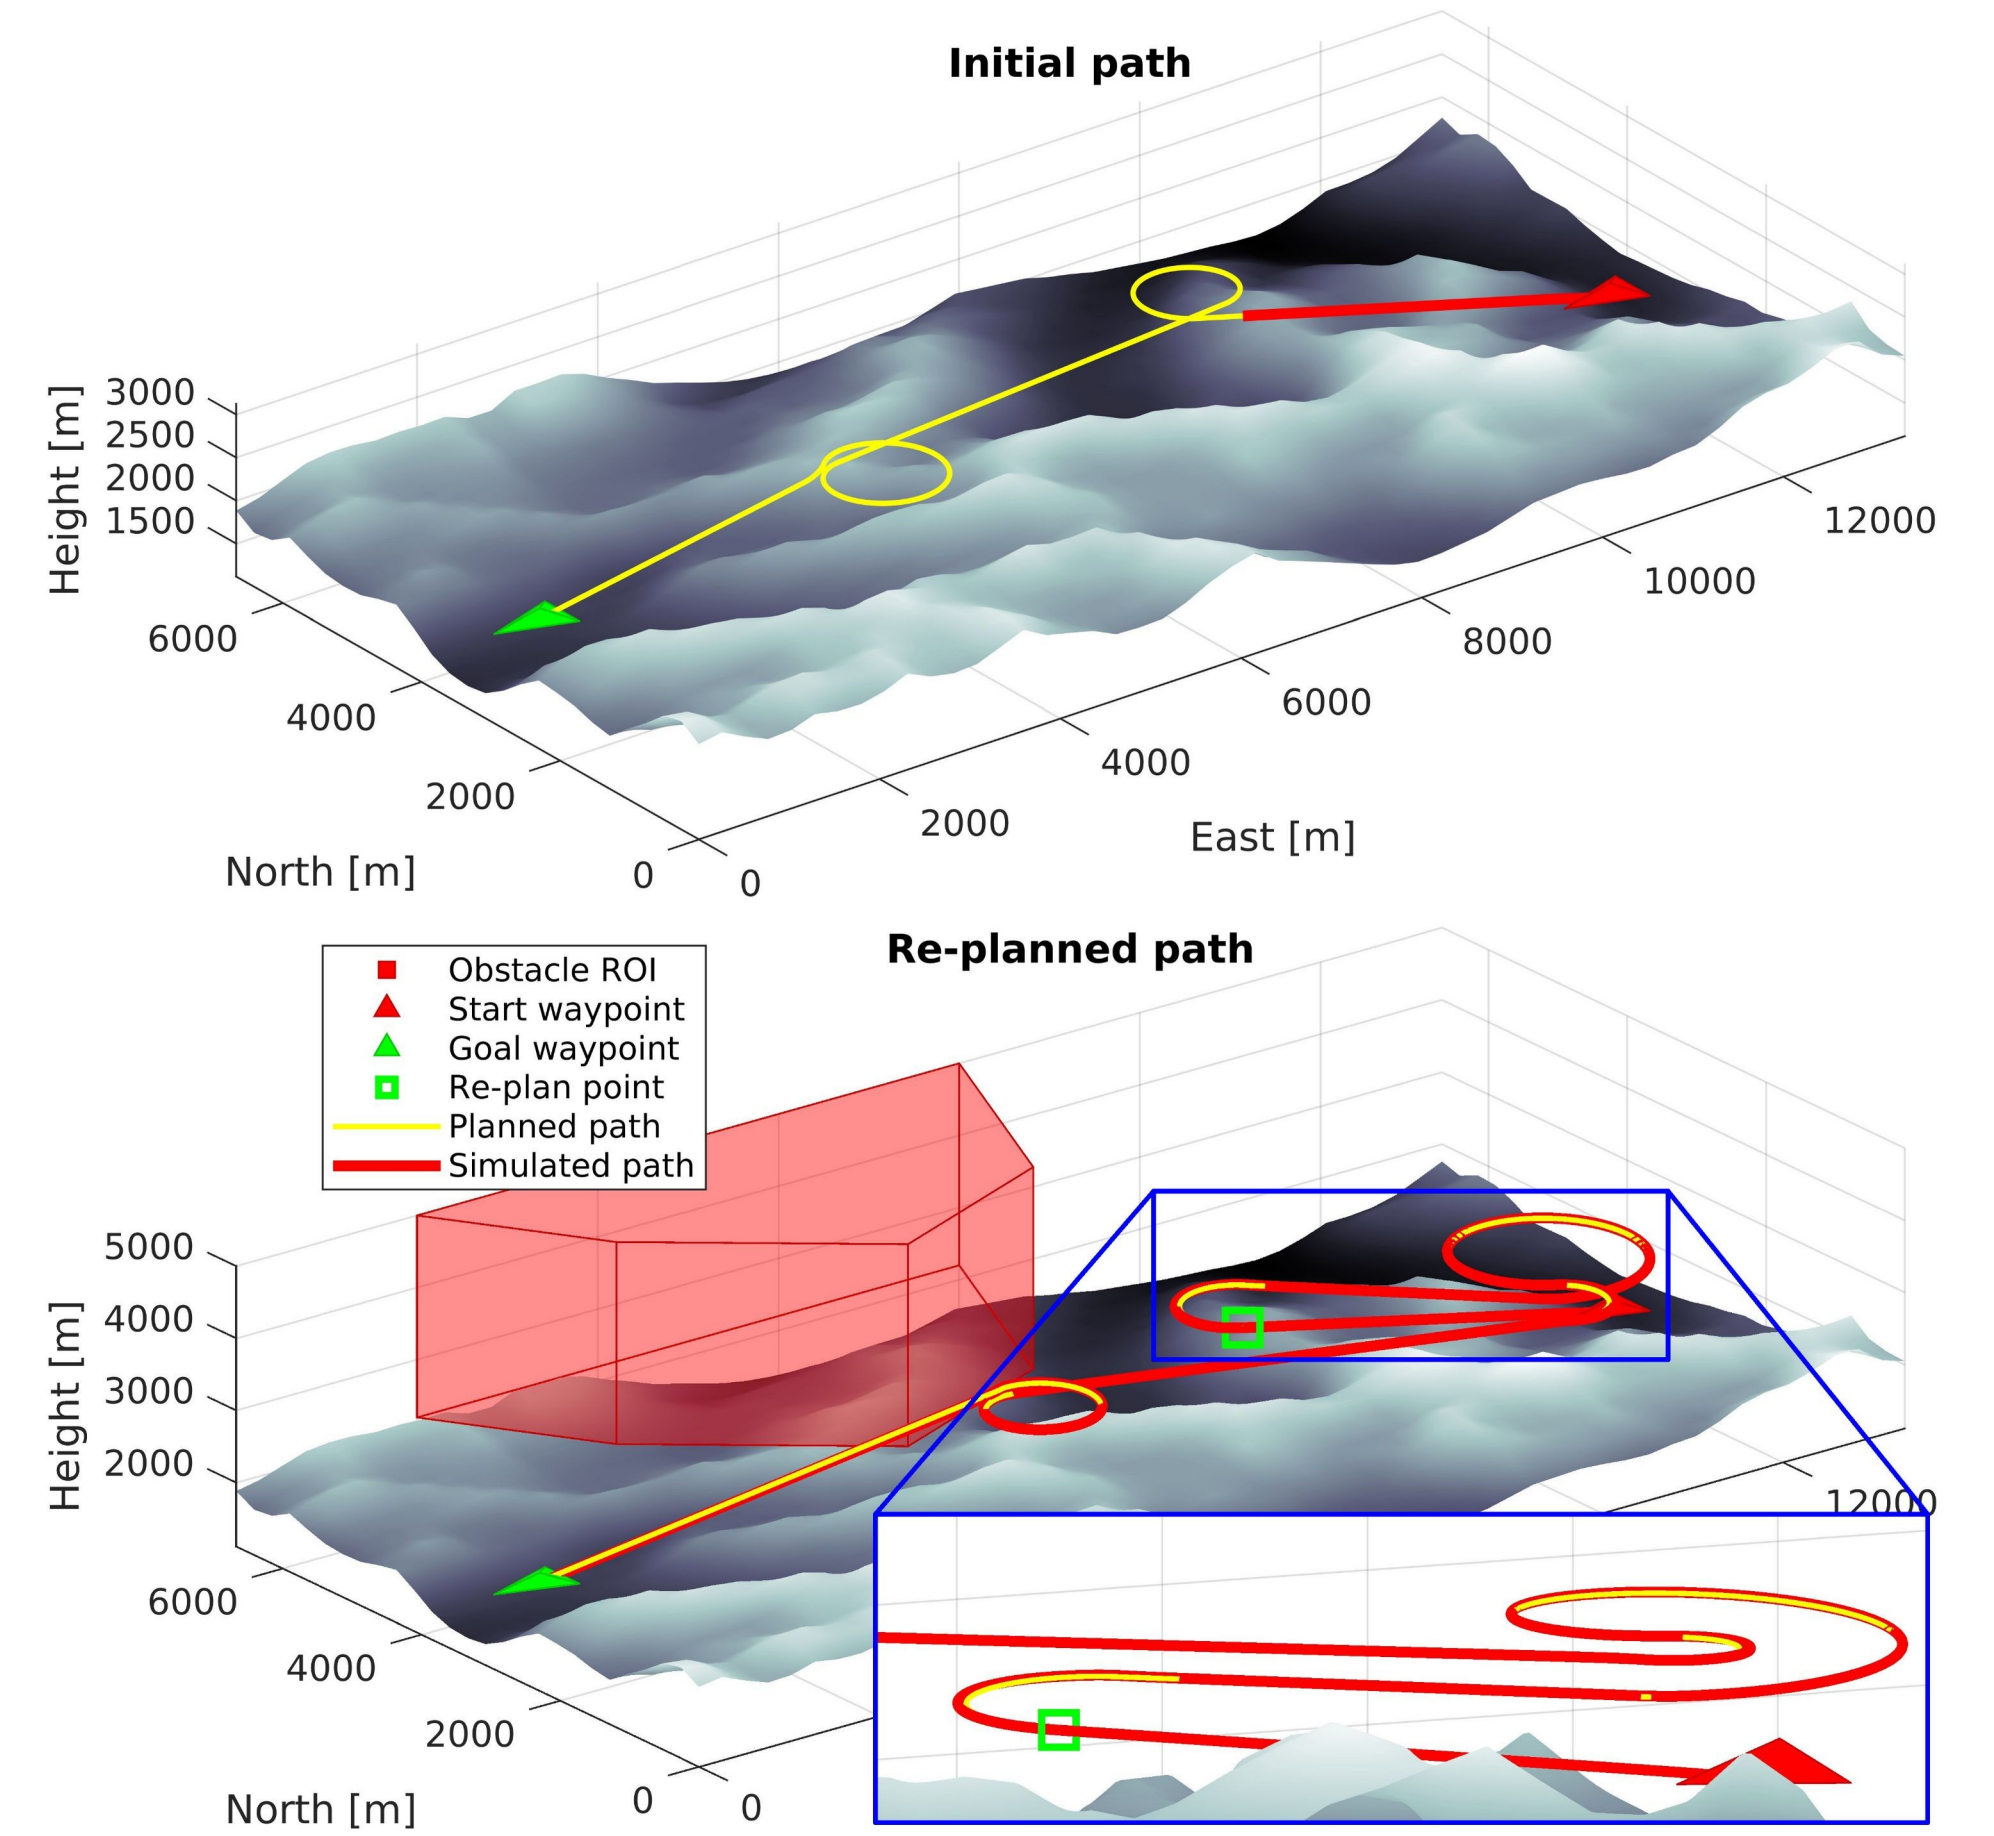 Initial path
3000
2500
2000
1500
Height [m]
6000
4000
2000
0
North [m]
0
2000
4000
6000
8000
10000
12000
East [m]
Re-planned path
Obstacle ROI
Start waypoint
Goal waypoint
Re-plan point
Planned path
Simulated path
5000
4000
3000
2000
Height [m]
6000
4000
2000
0
North [m]
0
12000